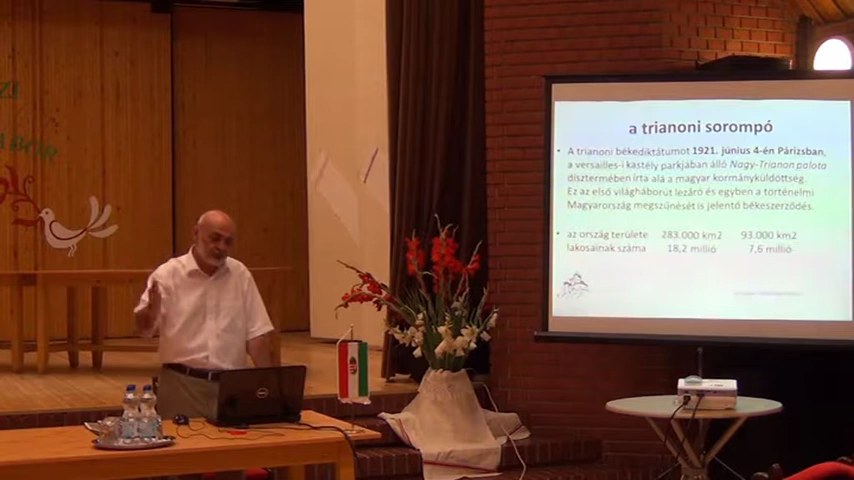 a trianoni sorompó
• A trianoni békediktátumot 1921. június 4-én Párizsban,
a versailles-i kastély parkjában álló Nagy-Trianon palota
dísztermében írta alá a magyar kormányküldöttség.
Ez az első világháborút lezáró és egyben a történelmi
Magyarország megszűnését is jelentő békeszerződés.
• az ország területe 283.000 km2 93.000 km2
lakosainak száma 18,2 millió 7,6 millió
DELL